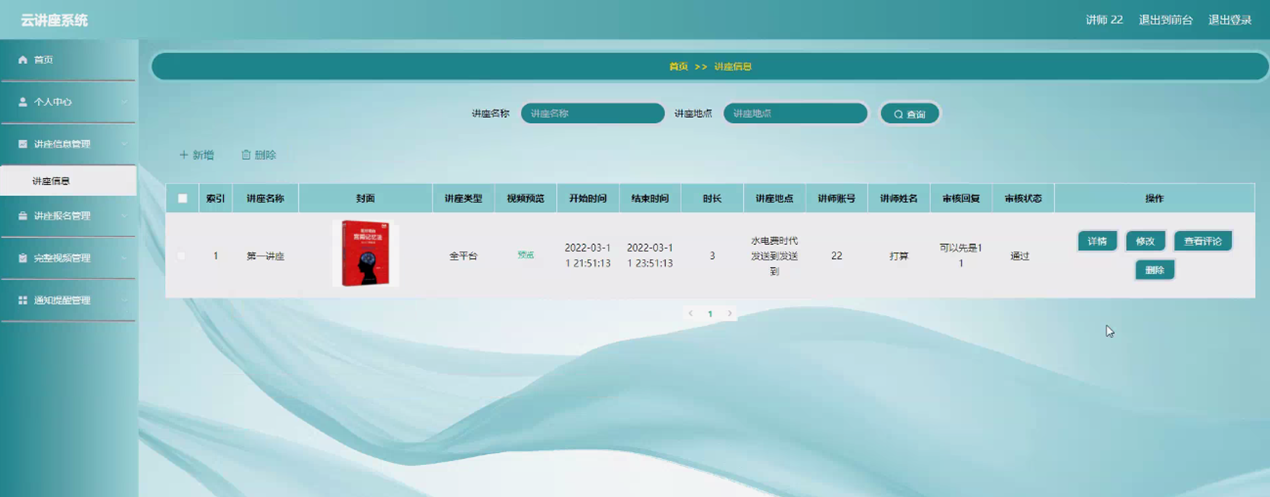 云讲座系统
讲师 22 退出到前台 退出登录
首页
个人中心
讲座信息管理
讲座信息
讲座报名管理
完整视频管理
通知提醒管理
首页 >> 讲座信息
讲座名称 讲座名称 讲座地点 讲座地点 查询
新增 删除
索引 讲座名称 封面 讲座类型 视频预览 开始时间 结束时间 时长 讲座地点 讲师账号 讲师姓名 审核回复 审核状态 操作
1 第一讲座 全平台 预览 2022-03-1 2022-03-1 3 水电费时代 22 打算 可以先是1 通过 详情 修改 查看评论
1 21:51:13 1 23:51:13 发送到发送 1
到 删除
1